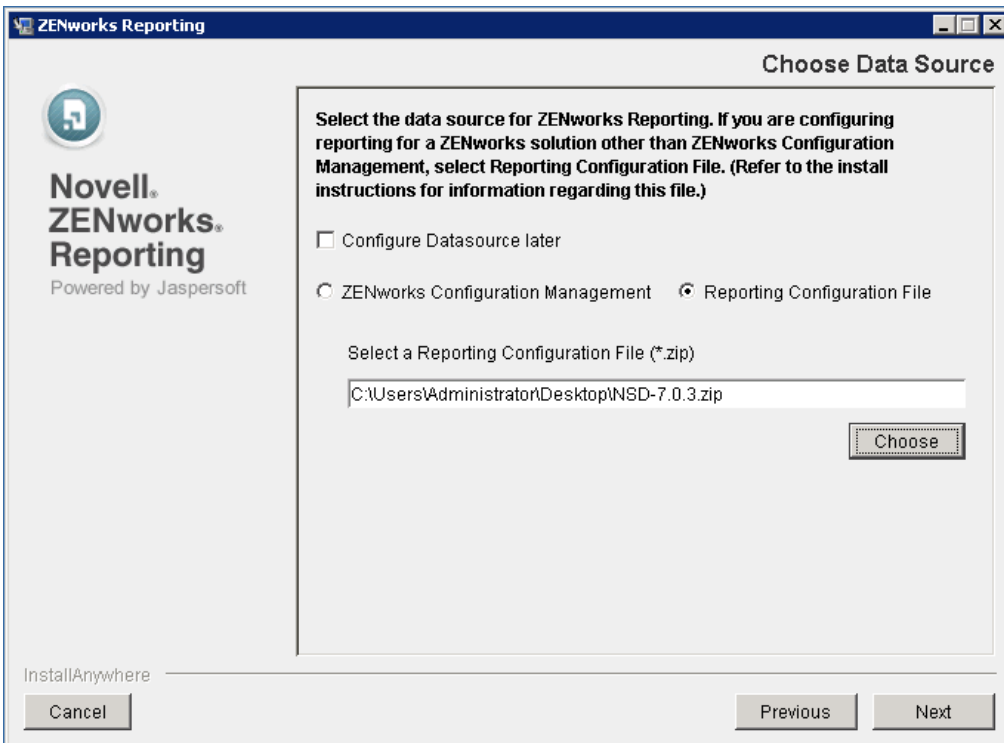 ZENworks Reporting
Choose Data Source
Novell®
ZENworks®
Reporting
Powered by Jaspersoft
Select the data source for ZENworks Reporting. If you are configuring
reporting for a ZENworks solution other than ZENworks Configuration
Management, select Reporting Configuration File. (Refer to the install
instructions for information regarding this file.)
Configure Datasource later
ZENworks Configuration Management Reporting Configuration File
Select a Reporting Configuration File (*.zip)
C:\Users\Administrator\Desktop\NSD-7.0.3.zip
Choose
InstallAnywhere
Cancel Previous Next